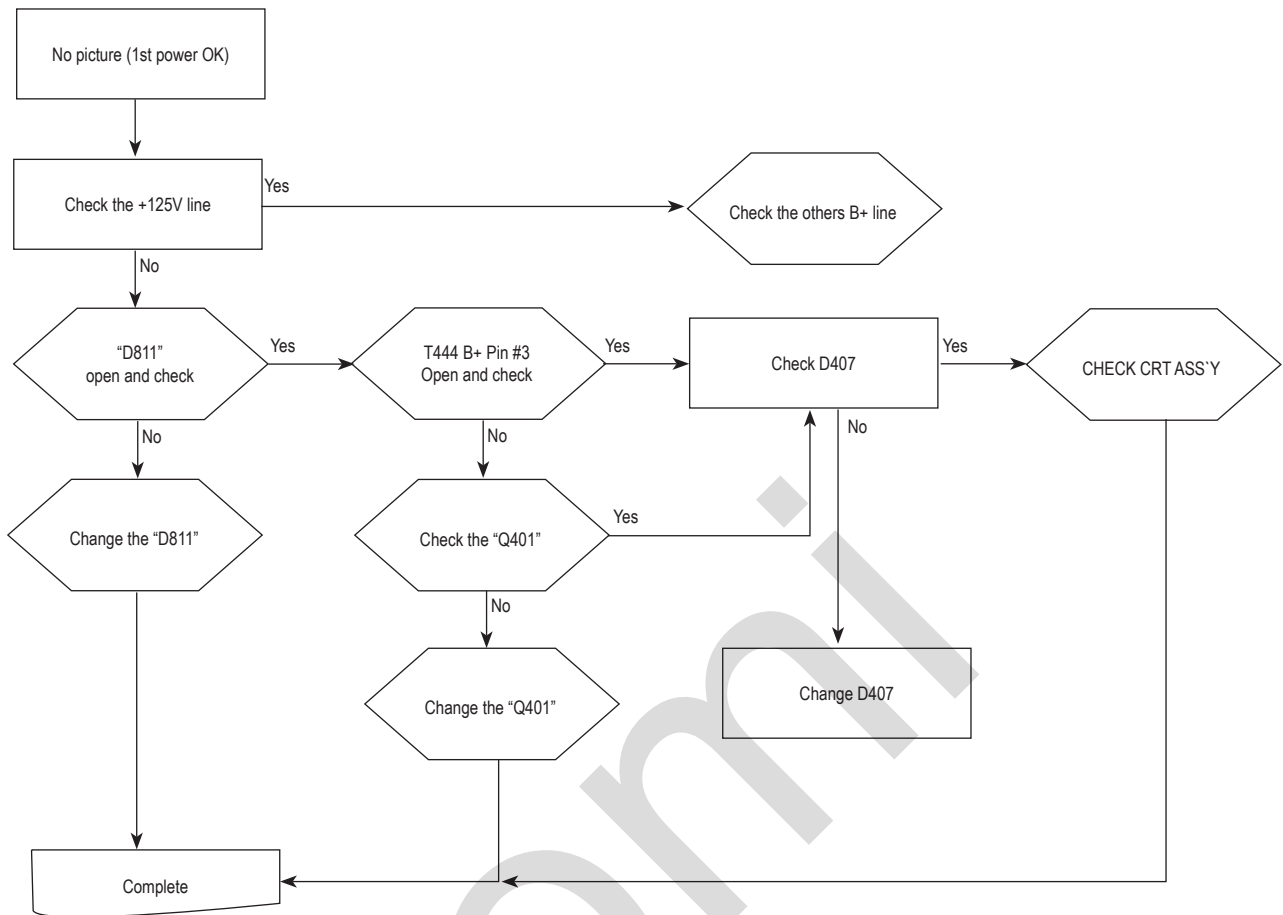 No picture (1st power OK)
Check the +125V line
Yes
Check the others B+ line
No
“D811”
open and check
Yes
T444 B+ Pin #3
Open and check
Yes
Check D407
Yes
CHECK CRT ASS`Y
No
No
No
Change the “D811”
Check the “Q401”
Yes
No
Change the “Q401”
Change D407
Complete